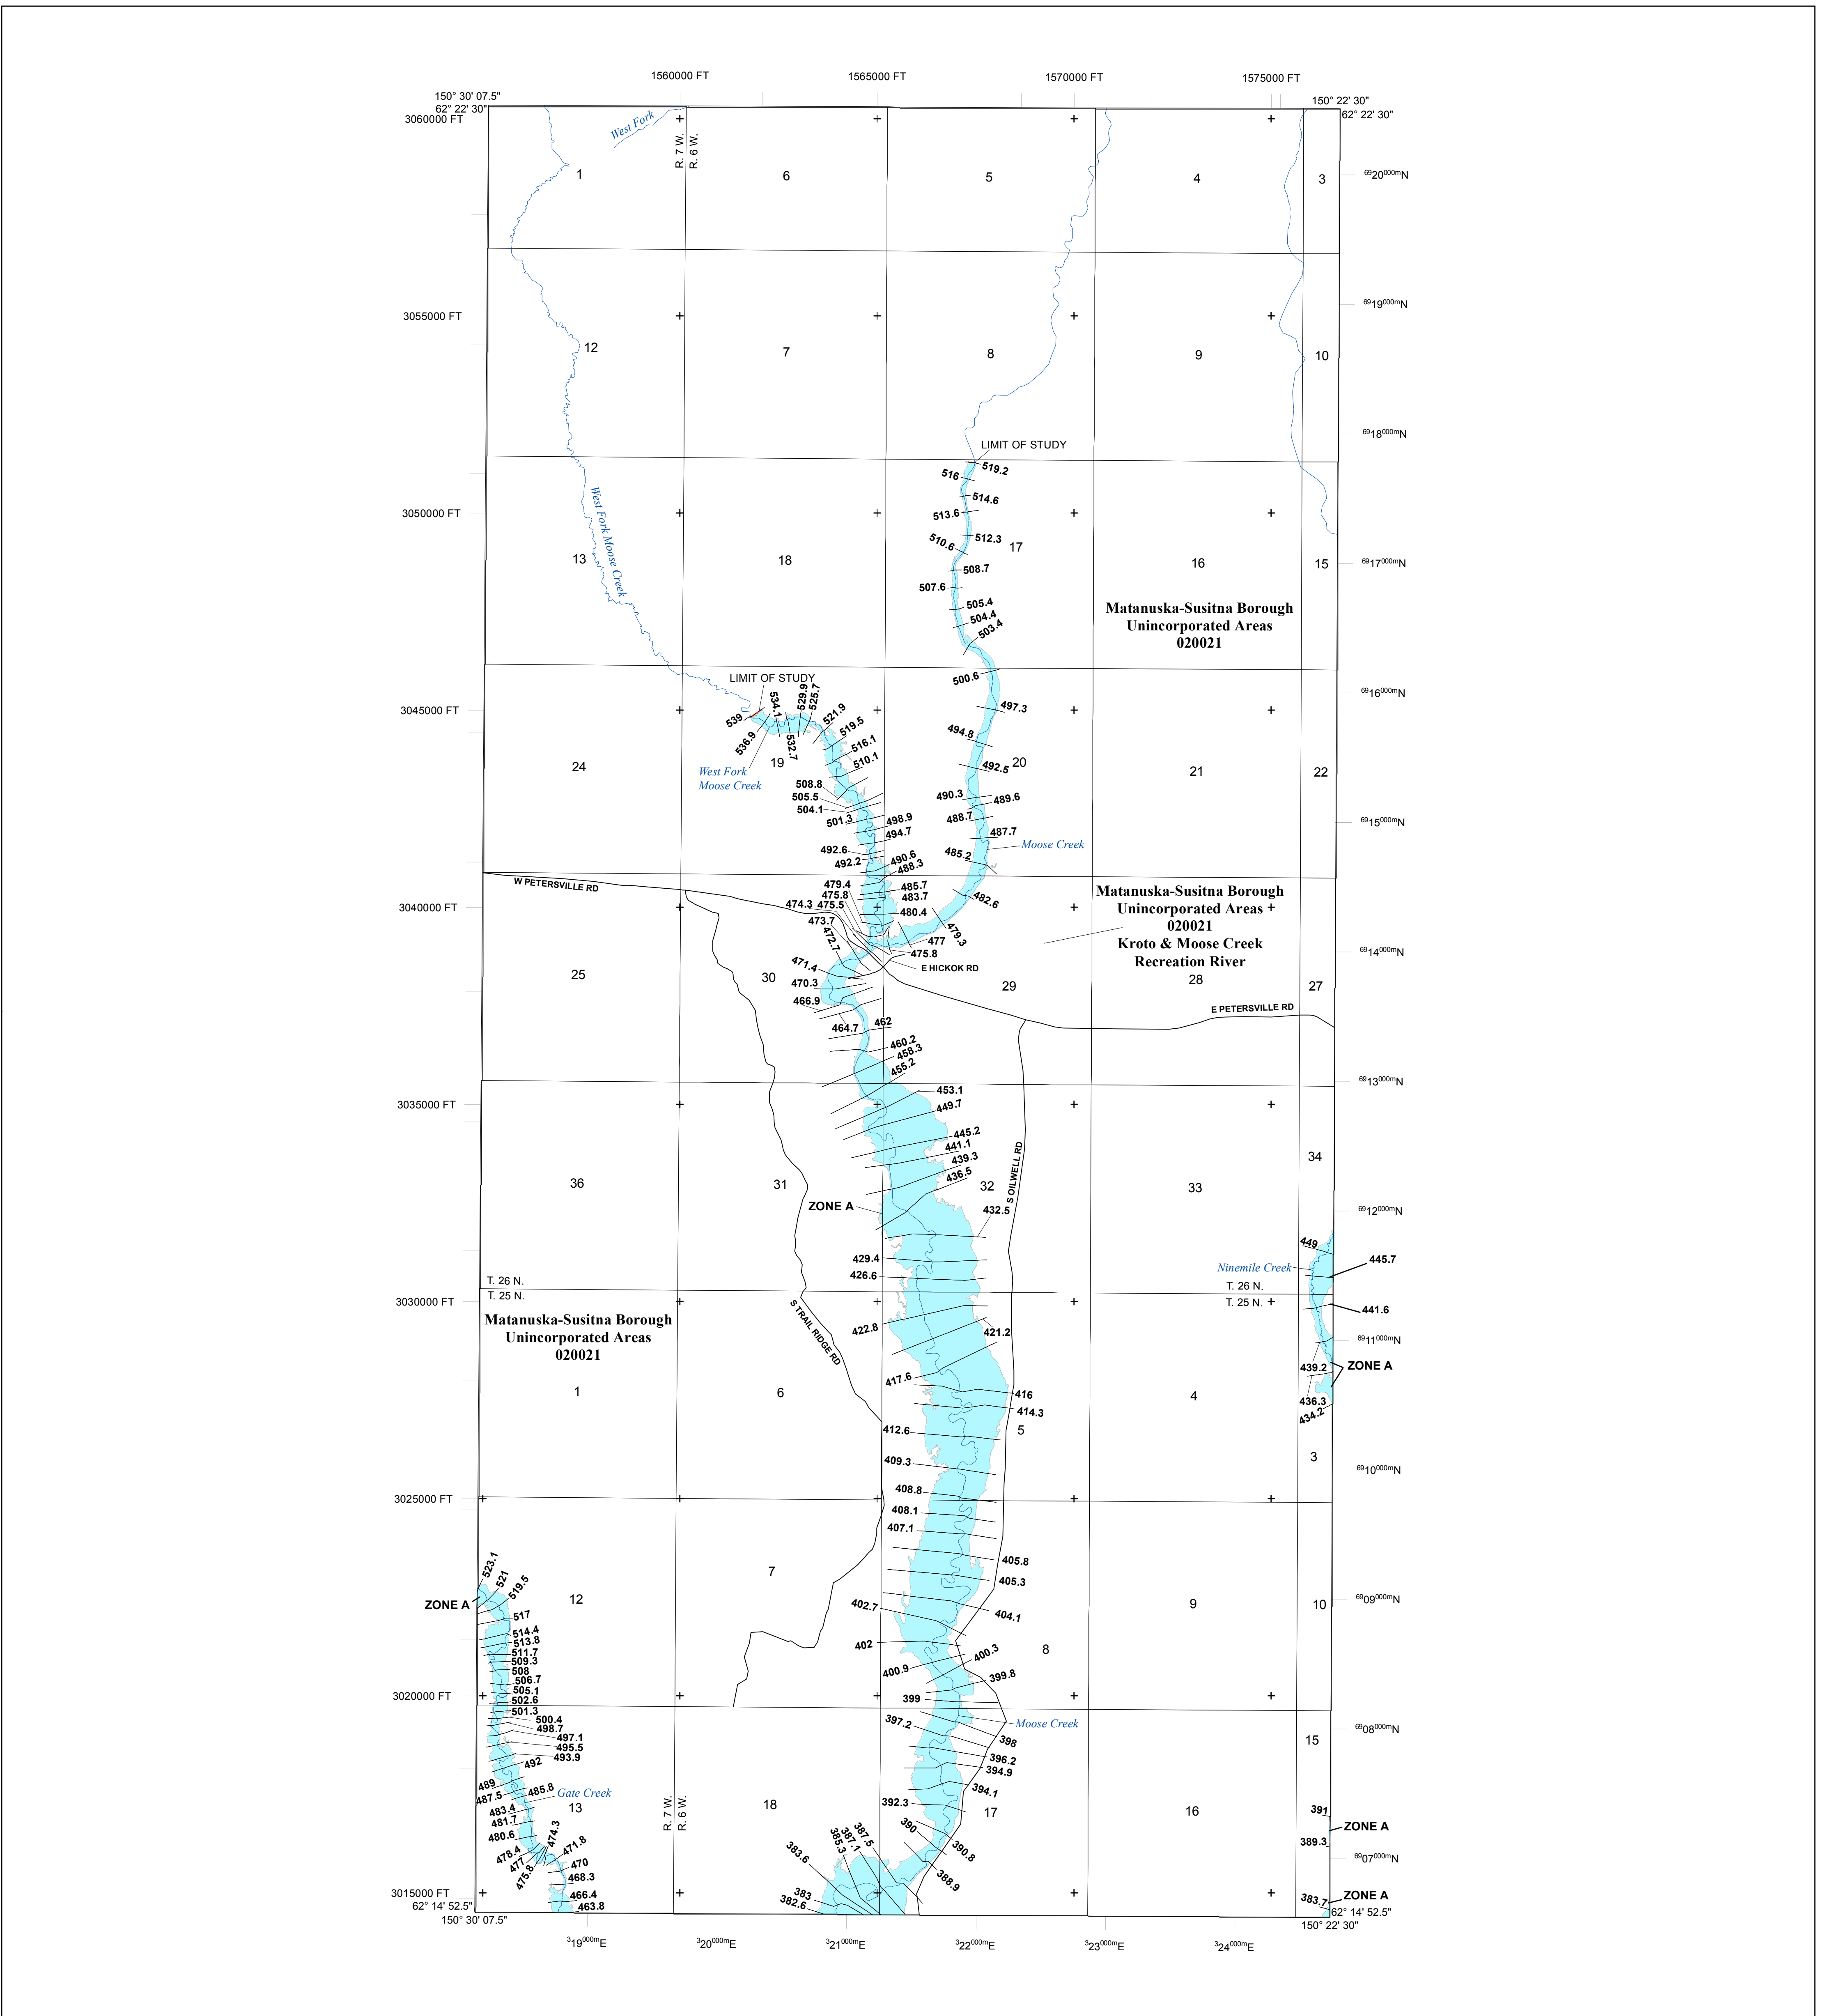 1560000 FT
1565000 FT
1570000 FT
1575000 FT
150° 30' 07.5"
62° 22' 30"
150° 22' 30"
62° 22' 30"
3060000 FT
West Fork
R. 7 W.
R. 6 W.
1
6
5
4
3
6920000mN
6919000mN
3055000 FT
12
7
8
9
10
6918000mN
LIMIT OF STUDY
519.2
516
514.6
513.6
512.3
510.6
508.7
507.6
505.4
504.4
503.4
3050000 FT
West Fork Moose Creek
13
18
17
16
15
6917000mN
Matanuska-Susitna Borough
Unincorporated Areas
020021
6916000mN
500.6
497.3
494.8
492.5
490.3
489.6
488.7
487.7
485.2
Moose Creek
LIMIT OF STUDY
3045000 FT
539
536.9
534.1
532.7
529.9
525.7
521.9
519.5
516.1
510.1
508.8
505.5
504.1
501.3
498.9
494.7
492.6
492.2
490.6
488.3
West Fork
Moose Creek
24
19
20
21
22
6915000mN
W PETERSVILLE RD
3040000 FT
479.4
485.7
475.8
483.7
474.3
475.5
480.4
473.7
472.7
477
475.8
479.3
482.6
471.4
470.3
466.9
464.7
462
460.2
458.3
455.2
E HICKOK RD
Matanuska-Susitna Borough
Unincorporated Areas
020021
Kroto & Moose Creek
Recreation River
25
30
29
28
27
6914000mN
E PETERSVILLE RD
6913000mN
3035000 FT
453.1
449.7
445.2
441.1
439.3
436.5
432.5
429.4
426.6
36
31
32
33
34
S OILWELL RD
ZONE A
6912000mN
449
445.7
Ninemile Creek
T. 26 N.
T. 25 N.
T. 26 N.
T. 25 N.
3030000 FT
441.6
6911000mN
439.2
ZONE A
436.3
434.2
Matanuska-Susitna Borough
Unincorporated Areas
020021
S TRAIL RIDGE RD
422.8
421.2
417.6
416
414.3
412.6
409.3
1
6
5
4
3
6910000mN
3025000 FT
408.8
408.1
407.1
405.8
405.3
404.1
402.7
402
400.9
400.3
399.8
399
7
12
8
9
10
6909000mN
523.1
521
519.5
ZONE A
517
514.4
513.8
511.7
509.3
508
506.7
505.1
502.6
3020000 FT
501.3
500.4
498.7
497.1
495.5
493.9
492
489
487.5
485.8
Gate Creek
483.4
481.7
480.6
478.4
477
475.8
474.3
471.8
470
468.3
466.4
463.8
13
R. 7 W.
R. 6 W.
18
17
16
15
Moose Creek
6908000mN
398
397.2
396.2
394.9
394.1
392.3
390
390.8
388.9
387.5
387.1
385.3
383.6
383
382.6
391
ZONE A
389.3
6907000mN
383.7
ZONE A
3015000 FT
62° 14' 52.5"
150° 30' 07.5"
62° 14' 52.5"
150° 22' 30"
319000mE
320000mE
321000mE
322000mE
323000mE
324000mE